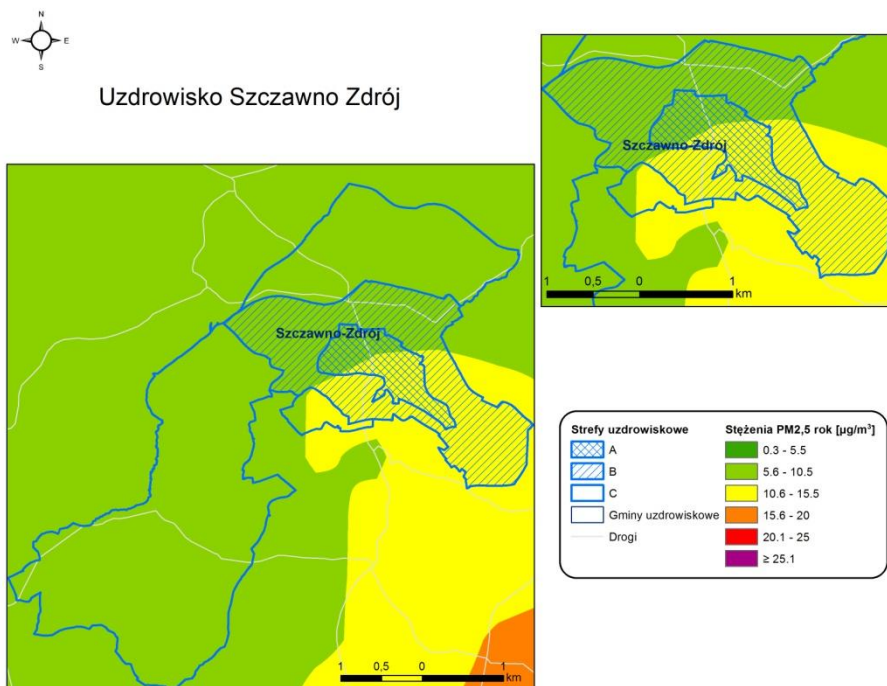 N
W E
S
Uzdrowisko Szczawno Zdrój
Szczawno-Zdrój
1 0,5 0 1
km
Szczawno-Zdrój
1 0,5 0 1
km
Strefy uzdrowiskowe
A
B
C
Gminy uzdrowiskowe
Drogi
Stężenia PM2,5 rok [µg/m³]
0.3 - 5.5
5.6 - 10.5
10.6 - 15.5
15.6 - 20
20.1 - 25
≥ 25.1